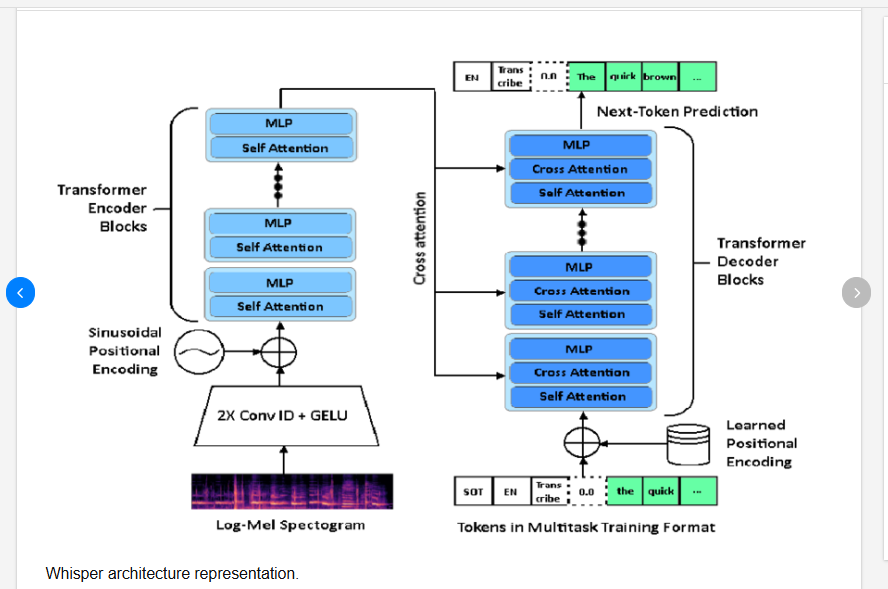 EN
Trans
cribe
0.0
The
quick
brown
...
Next-Token Prediction
MLP
Self Attention
MLP
Self Attention
MLP
Self Attention
Transformer
Encoder
Blocks
Sinusoidal
Positional
Encoding
2X Conv ID + GELU
Log-Mel Spectogram
Cross attention
MLP
Cross Attention
Self Attention
MLP
Cross Attention
Self Attention
MLP
Cross Attention
Self Attention
Transformer
Decoder
Blocks
Learned
Positional
Encoding
SOT
EN
Trans
cribe
0.0
the
quick
...
Tokens in Multitask Training Format
Whisper architecture representation.